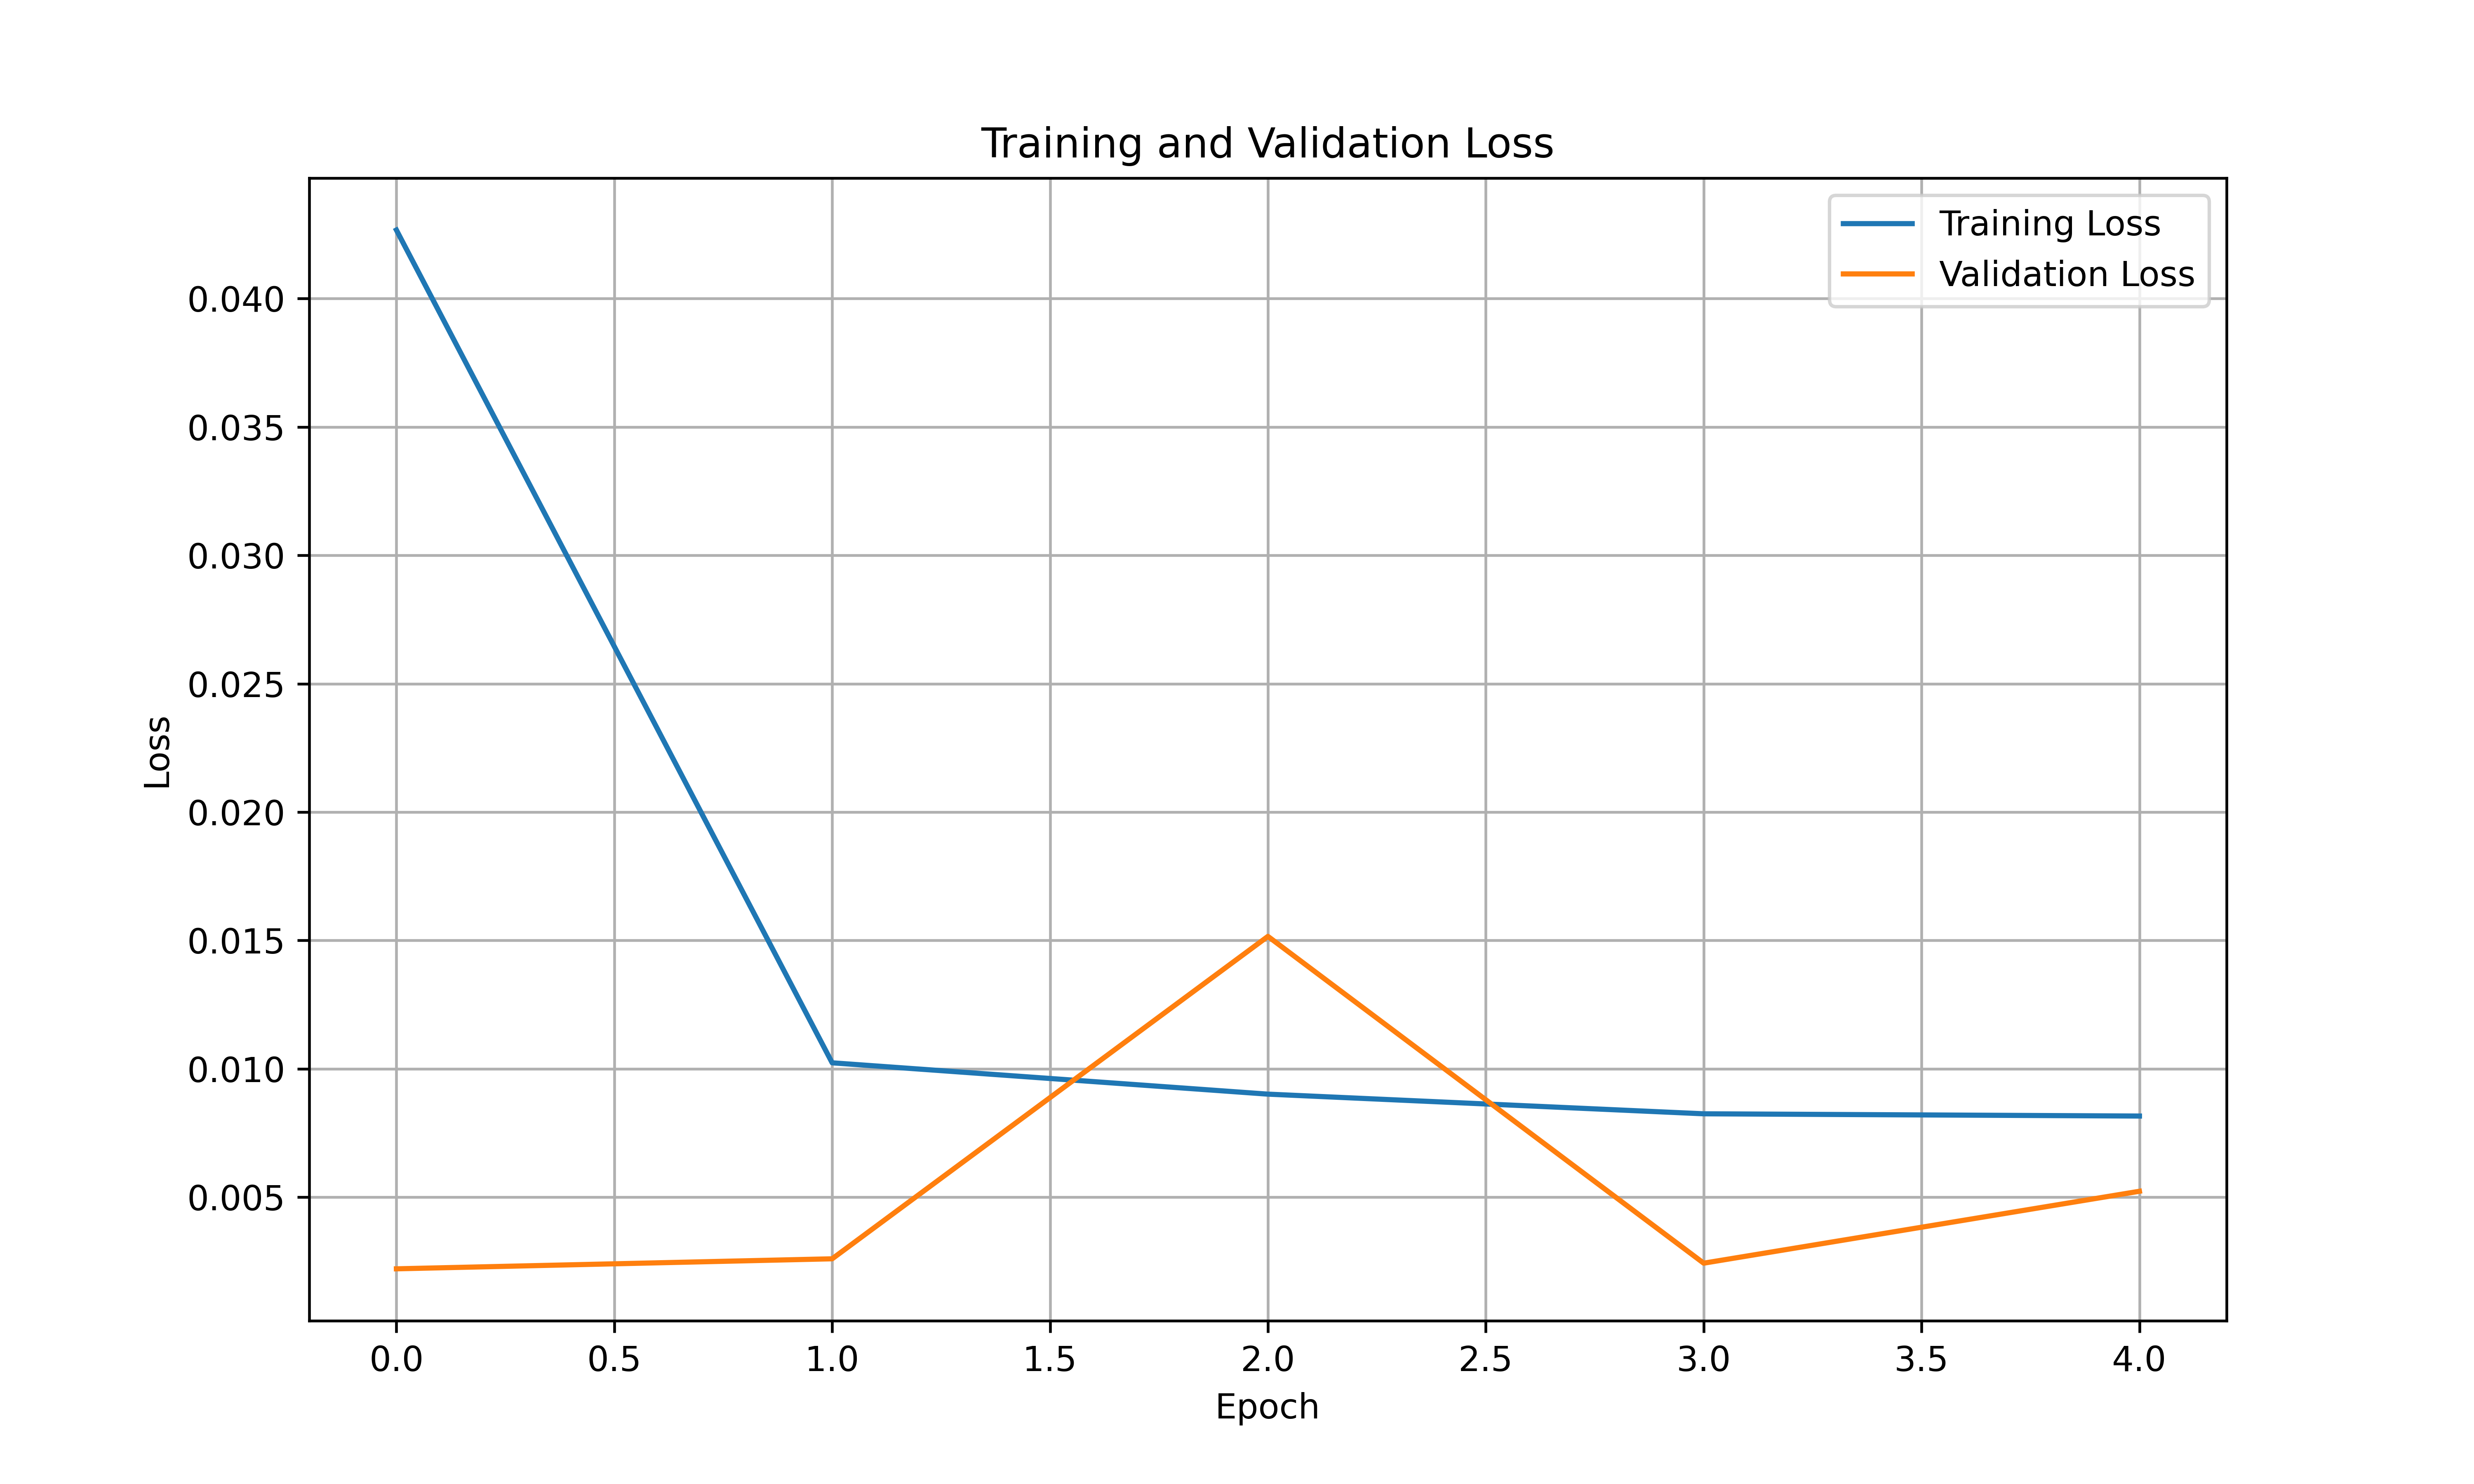 Training and Validation Loss
Training Loss
Validation Loss
0.040
0.035
0.030
0.025
0.020
0.015
0.010
0.005
Loss
0.0 0.5 1.0 1.5 2.0 2.5 3.0 3.5 4.0
Epoch